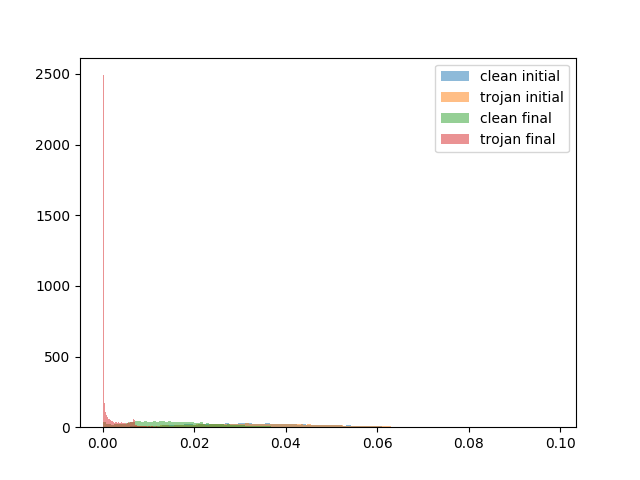 2500
2000
1500
1000
500
0
0.00 0.02 0.04 0.06 0.08 0.10
clean initial
trojan initial
clean final
trojan final